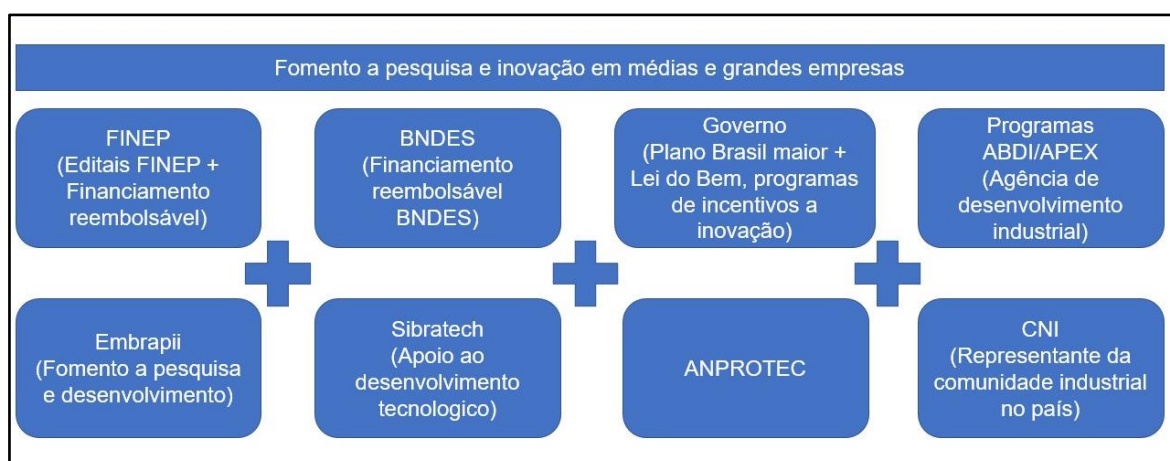 Fomento a pesquisa e inovação em médias e grandes empresas
FINEP
(Editais FINEP +
Financiamento
reembolsável)
BNDES
(Financiamento
reembolsável
BNDES)
Governo
(Plano Brasil maior +
Lei do Bem, programas
de incentivos a
inovação)
Programas
ABDI/APEX
(Agência de
desenvolvimento
industrial)
Embrapii
(Fomento a pesquisa
e desenvolvimento)
Sibratech
(Apoio ao
desenvolvimento
tecnologico)
ANPROTEC
CNI
(Representante da
comunidade industrial
no país)